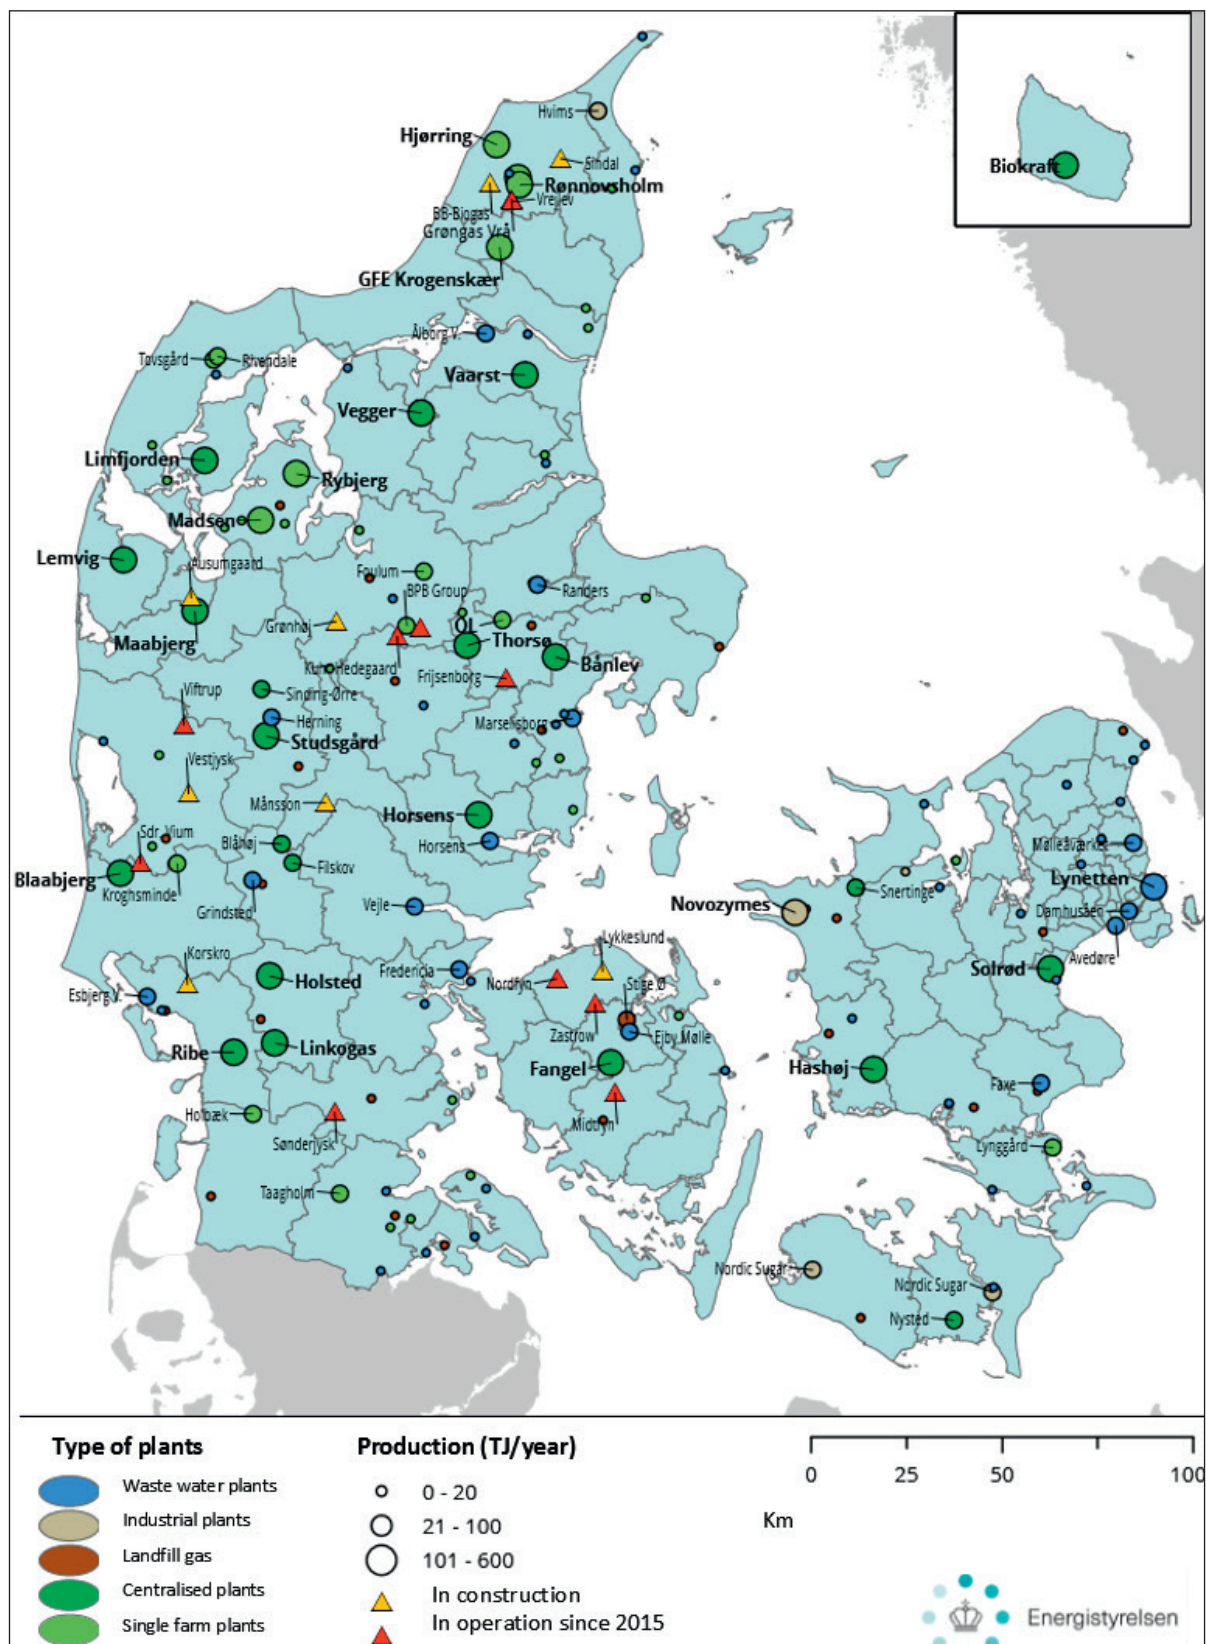 Hvims
Hjørring
Sindal
Biokraft
Rønnovsholm
Vrejlev
BB-Biogas
Grøngas Vrå
GFE Krogenskær
Ålborg V.
Tovsgård
Rivendale
Vaarst
Vegger
Limfjorden
Rybjerg
Madsen
Lemvig
Ausumgaard
Foulum
BPB Group
Randers
Grønhøj
ØL
Thorsø
Maabjerg
Bånlev
Hedegaard
Frijsenborg
Viftrup
Sinding-Ørre
Herning
Marselisborg
Studsgård
Vestjysk
Månsson
Horsens
Sdr. Vium
Blåhøj
Horsens
Mølleåværket
Blaabjerg
Filskov
Kroghsminde
Snertinge
Lynetten
Grindsted
Vejle
Novozymes
Damhusåen
Lykkeslund
Avedøre
Korskro
Fredericia
Solrød
Holsted
Nordfyn
Stige Ø
Esbjerg V.
Zastrow
Ejby Mølle
Ribe
Linkogas
Fangel
Hashøj
Faxe
Holbæk
Midtfyn
Sønderjysk
Lynggård
Taagholm
Nordic Sugar
Nordic Sugar
Nysted
Type of plants
Waste water plants
Industrial plants
Landfill gas
Centralised plants
Single farm plants
Production (TJ/year)
0 - 20
21 - 100
101 - 600
In construction
In operation since 2015
0 25 50 100
Km
Energistyrelsen